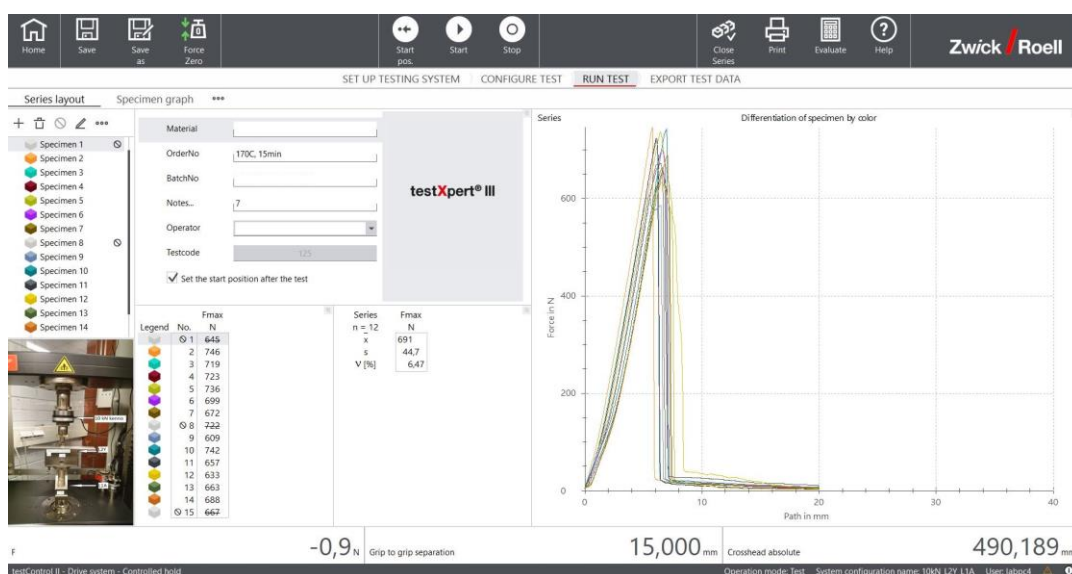 Home
Save
Save as
Force Zero
Start pos.
Start
Stop
Close Series
Print
Evaluate
Help
Zwick / Roell
SET UP TESTING SYSTEM CONFIGURE TEST RUN TEST EXPORT TEST DATA
Series layout Specimen graph •••
Specimen 1
Specimen 2
Specimen 3
Specimen 4
Specimen 5
Specimen 6
Specimen 7
Specimen 8
Specimen 9
Specimen 10
Specimen 11
Specimen 12
Specimen 13
Specimen 14
Material
OrderNo 170C, 15min
BatchNo
Notes... 7
Operator
Testcode 125
Set the start position after the test
testXpert® III
Fmax
Legend No. N
1 645
2 746
3 719
4 723
5 736
6 699
7 672
8 722
9 609
10 742
11 657
12 633
13 663
14 688
15 667
Series Fmax
n = 12 N
x̄ 691
s 44,7
ν [%] 6,47
Series
Differentiation of specimen by color
Force in N
600
400
200
0
0 10 20 30 40
Path in mm
F -0,9 N Grip to grip separation 15,000 mm Crosshead absolute 490,189 mm
testControl II - Drive system - Controlled hold Operation mode: Test System configuration name: 10kN L2Y L1A User: labpc4